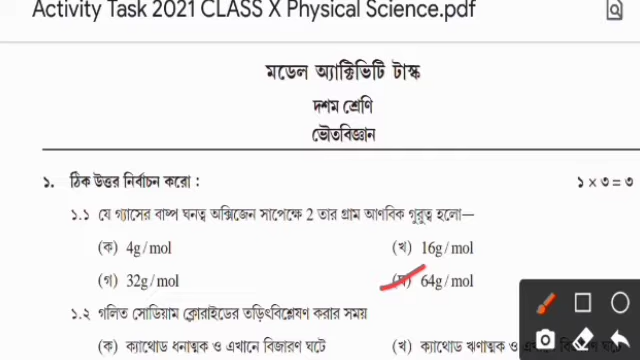 Activity Task 2021 CLASS X Physical Science.pdf
মডেল অ্যাক্টিভিটি টাস্ক
দশম শ্রেণি
ভৌতবিজ্ঞান
১. ঠিক উত্তর নির্বাচন করো : ১ × ৩ = ৩
১.১ যে গ্যাসের বাষ্প ঘনত্ব অক্সিজেন সাপেক্ষে 2 তার গ্রাম আণবিক গুরুত্ব হলো—
(ক) 4g/mol (খ) 16g/mol
(গ) 32g/mol (ঘ) 64g/mol
১.২ গলিত সোডিয়াম ক্লোরাইডের তড়িৎবিশ্লেষণ করার সময়
(ক) ক্যাথোড ধনাত্মক ও এখানে বিজারণ ঘটে (খ) ক্যাথোড ঋণাত্মক ও